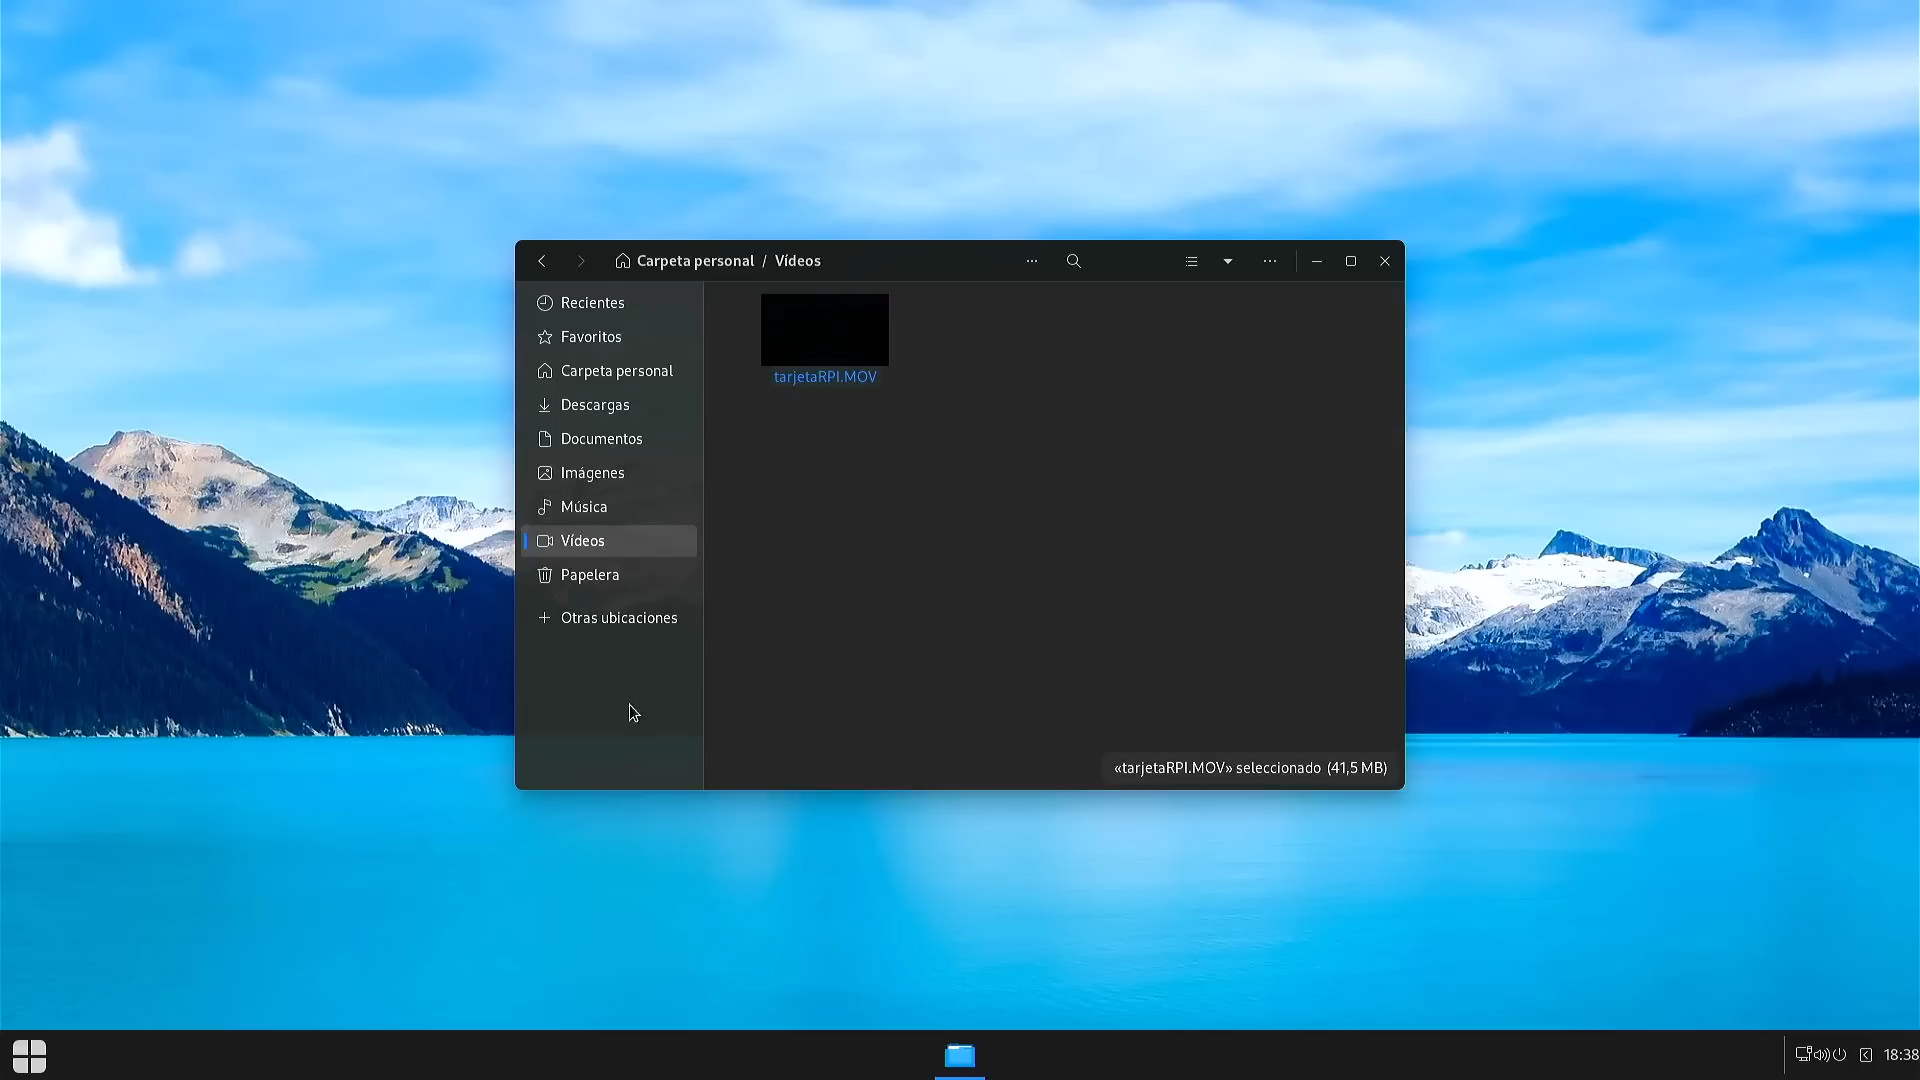 Carpeta personal / Vídeos
Recientes
Favoritos
Carpeta personal
Descargas
Documentos
Imágenes
Música
Vídeos
Papelera
Otras ubicaciones
tarjetaRPI.MOV
«tarjetaRPI.MOV» seleccionado (41,5 MB)
18:38